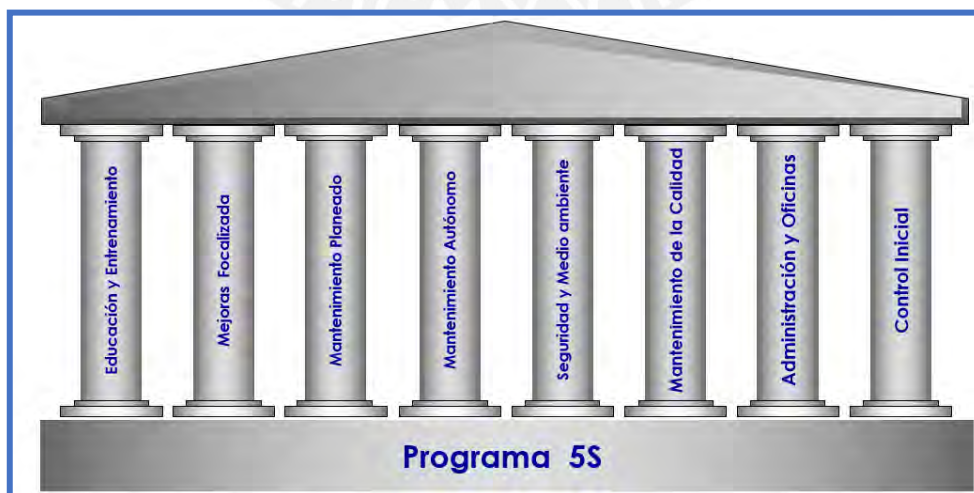 Educación y Entrenamiento
Mejoras Focalizada
Mantenimiento Planeado
Mantenimiento Autónomo
Seguridad y Medio ambiente
Mantenimiento de la Calidad
Administración y Oficinas
Control Inicial
Programa 5S